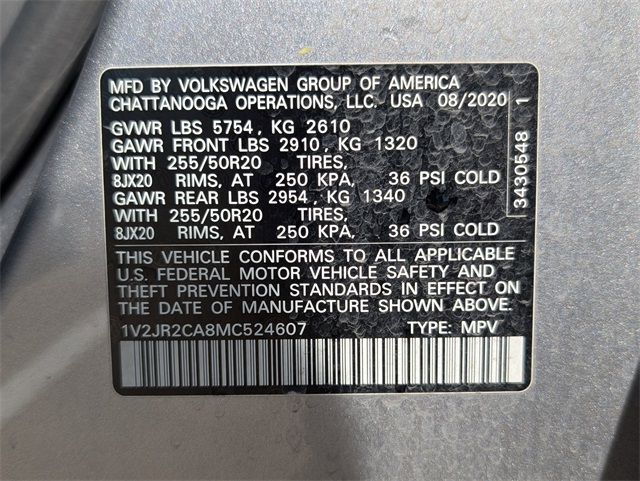 MFD BY VOLKSWAGEN GROUP OF AMERICA
CHATTANOOGA OPERATIONS, LLC. USA 08/2020
GVWR LBS 5754, KG 2610
GAWR FRONT LBS 2910, KG 1320
WITH 255/50R20 TIRES,
8JX20 RIMS, AT 250 KPA, 36 PSI COLD
GAWR REAR LBS 2954, KG 1340
WITH 255/50R20 TIRES,
8JX20 RIMS, AT 250 KPA, 36 PSI COLD
THIS VEHICLE CONFORMS TO ALL APPLICABLE
U.S. FEDERAL MOTOR VEHICLE SAFETY AND
THEFT PREVENTION STANDARDS IN EFFECT ON
THE DATE OF MANUFACTURE SHOWN ABOVE.
1V2JR2CA8MC524607 TYPE: MPV
3430548 1